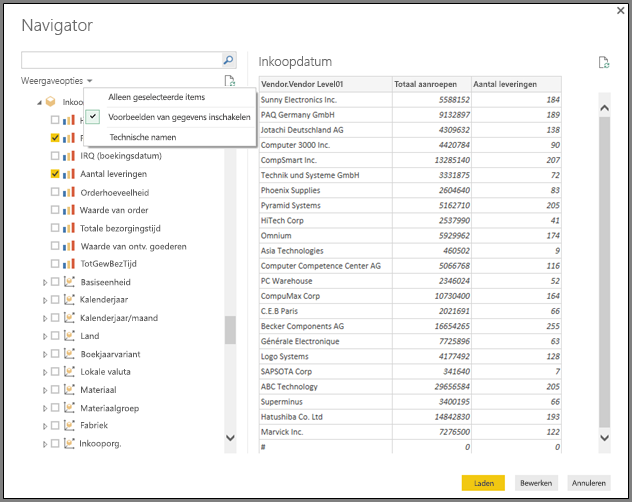 Navigator
Weergaveopties
Alleen geselecteerde items
Voorbeelden van gegevens inschakelen
Technische namen
Inkoo
IRQ (boekingsdatum)
Aantal leveringen
Orderhoeveelheid
Waarde van order
Totale bezorgingstijd
Waarde van ontv. goederen
TotGewBezTijd
Basiseenheid
Kalenderjaar
Kalenderjaar/maand
Land
Boekjaarvariant
Lokale valuta
Materiaal
Materiaalgroep
Fabriek
Inkooporg.
Inkoopdatum
Vendor.Vendor Level01 Totaal aanroepen Aantal leveringen
Sunny Electronics Inc. 5588152 184
PAQ Germany GmbH 9132897 189
Jotachi Deutschland AG 4309632 138
Computer 3000 Inc. 4420784 90
CompSmart Inc. 13285140 207
Technik und Systeme GmbH 3331875 72
Phoenix Supplies 2604640 83
Pyramid Systems 5162710 205
HiTech Corp 2537990 41
Omnium 5929962 174
Asia Technologies 460502 9
Computer Competence Center AG 5066768 116
PC Warehouse 2346024 52
CompuMax Corp 10730400 164
C.E.B Paris 2021691 66
Becker Components AG 16654265 255
Générale Electronique 7725896 63
Logo Systems 4177492 128
SAPSOTA Corp 341640 7
ABC Technology 29656584 205
Superminus 3400195 66
Hatushiba Co. Ltd 14842830 193
Marvick Inc. 7276500 122
# 0 0
Laden Bewerken Annuleren